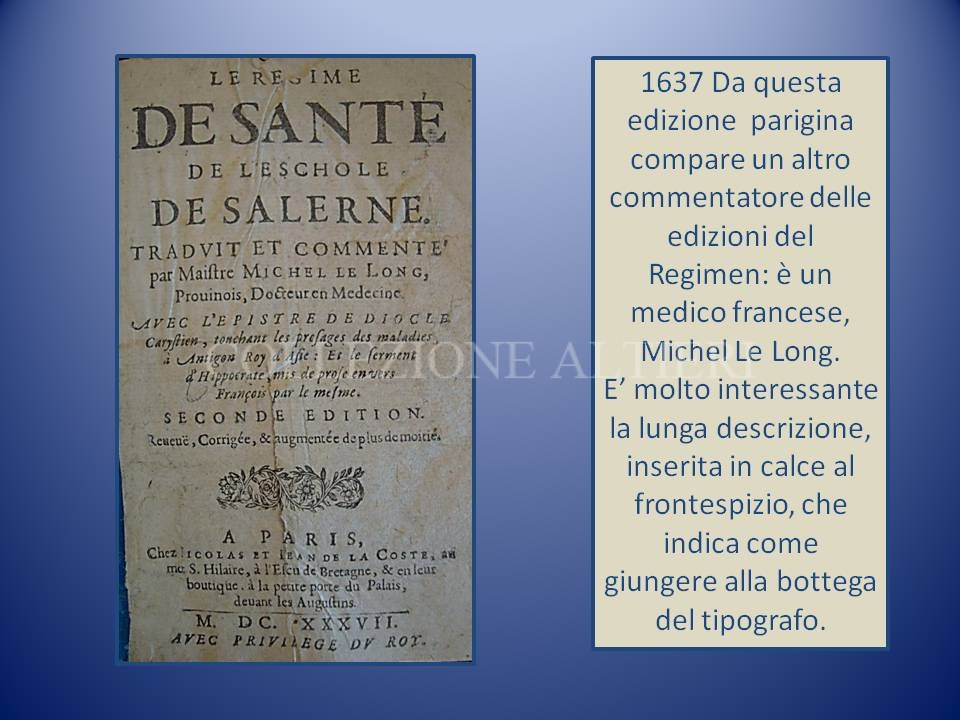 LE REGIME
DE SANTÉ
DE L'ESCHOLE
DE SALERNE.
TRADVIT ET COMMENTÉ
par Maiſtre MICHEL LE LONG,
Prouinois, Docteur en Medecine.
AVEC L'EPISTRE DE DIOCLE
Caryſtien, touchant les preſages des maladies,
à Antigon Roy d'Aſie : Et le ſerment
d'Hippocrate, mis de proſe en vers
François par le meſme.
SECONDE EDITION.
Reueuë, Corrigée, & augmentée de plus de moitié.
A PARIS,
Chez NICOLAS ET IEAN DE LA COSTE, au
mõt S. Hilaire, à l'Eſcu de Bretagne, & en leur
boutique à la petite porte du Palais,
deuant les Auguſtins.
M. DC. XXXVII.
AVEC PRIVILEGE DV ROY.
COLLEZIONE ALTIERI
1637 Da questa
edizione parigina
compare un altro
commentatore delle
edizioni del
Regimen: è un
medico francese,
Michel Le Long.
E' molto interessante
la lunga descrizione,
inserita in calce al
frontespizio, che
indica come
giungere alla bottega
del tipografo.